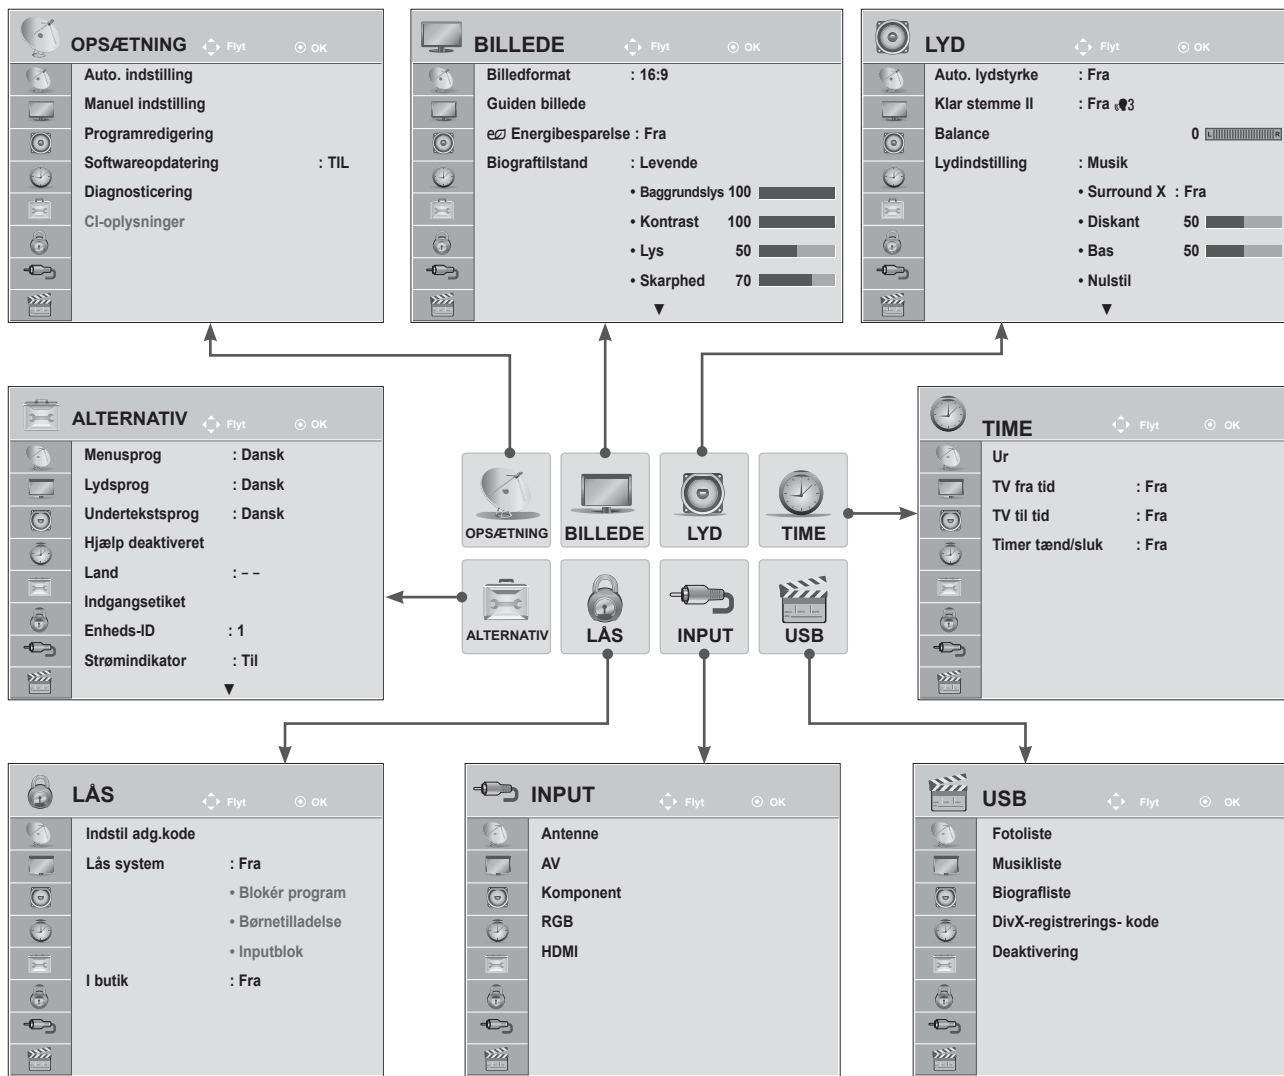 OPSÆTNING Flyt OK
Auto. indstilling
Manuel indstilling
Programredigering
Softwareopdatering : TIL
Diagnosticering
CI-oplysninger
BILLEDE Flyt OK
Billedformat : 16:9
Guiden billede
Energibesparelse : Fra
Biograftilstand : Levende
• Baggrundslys 100
• Kontrast 100
• Lys 50
• Skarphed 70
▼
LYD Flyt OK
Auto. lydstyrke : Fra
Klar stemme II : Fra 3
Balance 0 L R
Lydindstilling : Musik
• Surround X : Fra
• Diskant 50
• Bas 50
• Nulstil
▼
ALTERNATIV Flyt OK
Menusprog : Dansk
Lydsprog : Dansk
Undertekstsprog : Dansk
Hjælp deaktiveret
Land : – –
Indgangsetiket
Enheds-ID : 1
Strømindikator : Til
▼
OPSÆTNING BILLEDE LYD TIME
ALTERNATIV LÅS INPUT USB
TIME Flyt OK
Ur
TV fra tid : Fra
TV til tid : Fra
Timer tænd/sluk : Fra
LÅS Flyt OK
Indstil adg.kode
Lås system : Fra
• Blokér program
• Børnetilladelse
• Inputblok
I butik : Fra
INPUT Flyt OK
Antenne
AV
Komponent
RGB
HDMI
USB Flyt OK
Fotoliste
Musikliste
Biografliste
DivX-registrerings- kode
Deaktivering